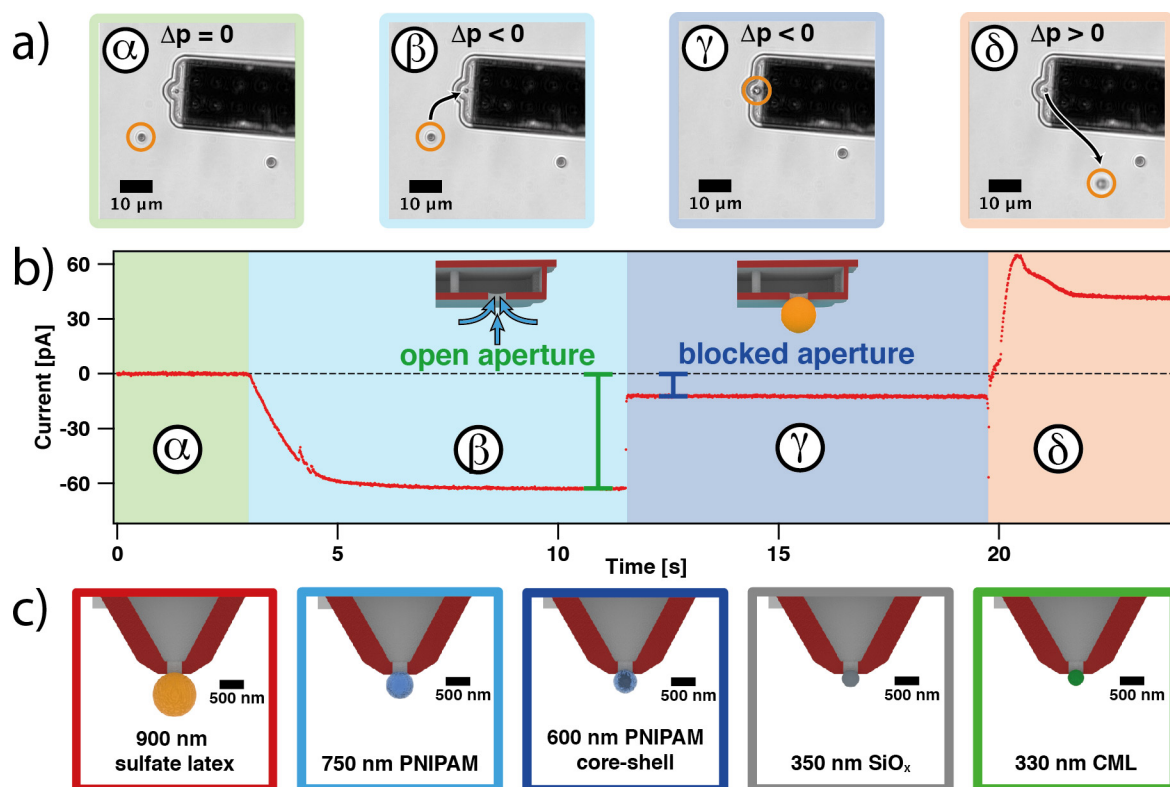 a)
α Δp = 0
10 µm
β Δp < 0
10 µm
γ Δp < 0
10 µm
δ Δp > 0
10 µm
b)
Current [pA]
60
30
0
-30
-60
open aperture
blocked aperture
α
β
γ
δ
0 5 10 15 20
Time [s]
c)
500 nm
900 nm
sulfate latex
500 nm
750 nm PNIPAM
500 nm
600 nm PNIPAM
core-shell
500 nm
350 nm SiOₓ
500 nm
330 nm CML